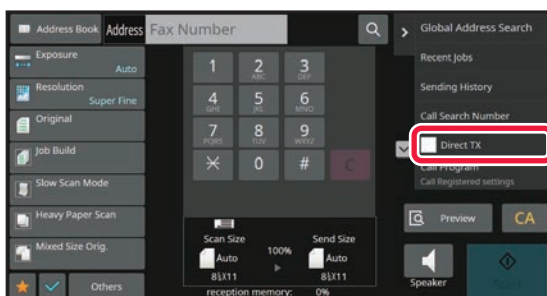 Address Book
Address
Fax Number
Exposure
Auto
Resolution
Super Fine
Original
Job Build
Slow Scan Mode
Heavy Paper Scan
Mixed Size Orig.
Others
1
2
ABC
3
DEF
4
GHI
5
JKL
6
MNO
7
PQRS
8
TUV
9
WXYZ
0
#
C
Scan Size
Auto
8½X11
100%
Send Size
Auto
8½X11
reception memory: 0%
Global Address Search
Recent Jobs
Sending History
Call Search Number
Direct TX
Call Program
Call Registered settings
Preview
CA
Speaker
Start